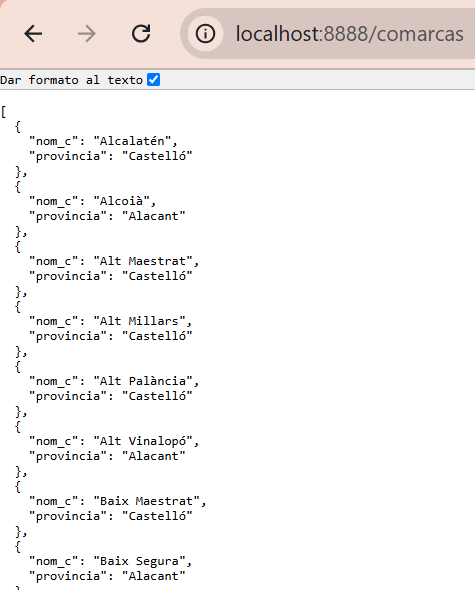 localhost:8888/comarcas
Dar formato al texto
[
  {
    "nom_c": "Alcalatén",
    "provincia": "Castelló"
  },
  {
    "nom_c": "Alcoià",
    "provincia": "Alacant"
  },
  {
    "nom_c": "Alt Maestrat",
    "provincia": "Castelló"
  },
  {
    "nom_c": "Alt Millars",
    "provincia": "Castelló"
  },
  {
    "nom_c": "Alt Palància",
    "provincia": "Castelló"
  },
  {
    "nom_c": "Alt Vinalopó",
    "provincia": "Alacant"
  },
  {
    "nom_c": "Baix Maestrat",
    "provincia": "Castelló"
  },
  {
    "nom_c": "Baix Segura",
    "provincia": "Alacant"
  },